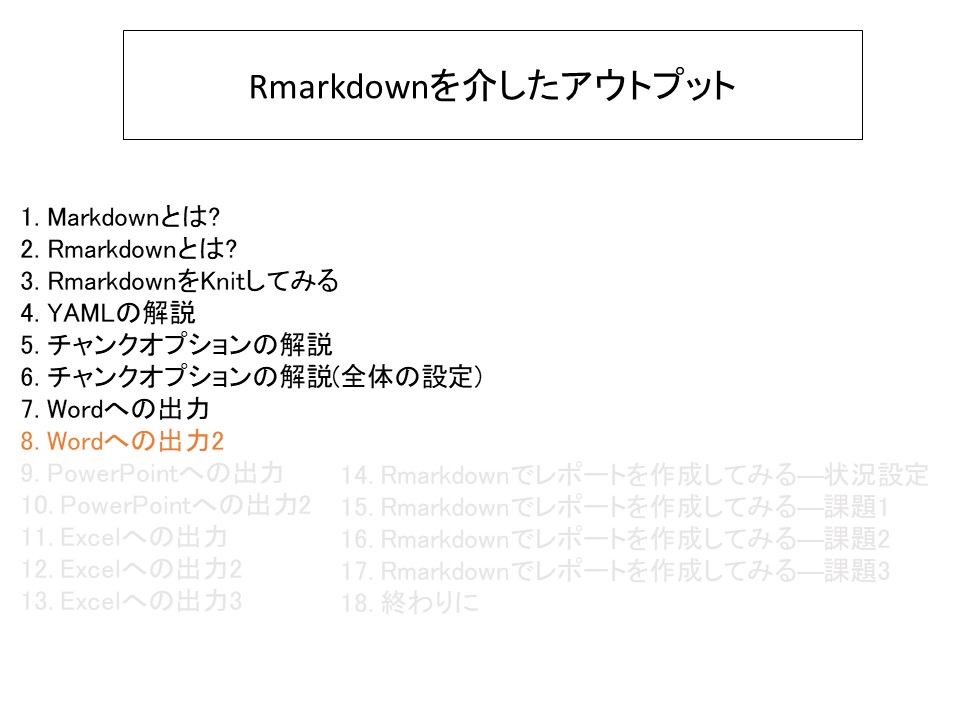 Rmarkdownを介したアウトプット
1. Markdownとは?
2. Rmarkdownとは?
3. RmarkdownをKnitしてみる
4. YAMLの解説
5. チャンクオプションの解説
6. チャンクオプションの解説(全体の設定)
7. Wordへの出力
8. Wordへの出力2
9. PowerPointへの出力
10. PowerPointへの出力2
11. Excelへの出力
12. Excelへの出力2
13. Excelへの出力3
14. Rmarkdownでレポートを作成してみる―状況設定
15. Rmarkdownでレポートを作成してみる―課題1
16. Rmarkdownでレポートを作成してみる―課題2
17. Rmarkdownでレポートを作成してみる―課題3
18. 終わりに